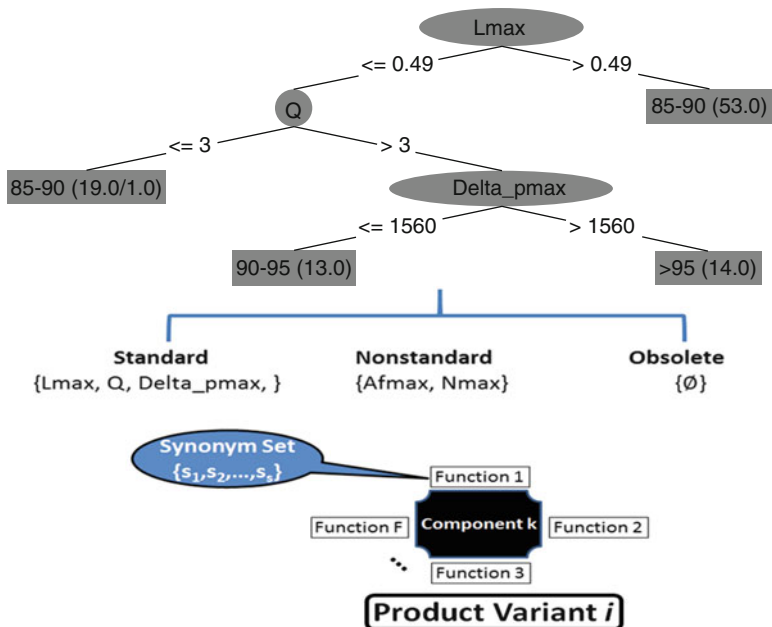 Lmax
<= 0.49
> 0.49
Q
85-90 (53.0)
<= 3
> 3
85-90 (19.0/1.0)
Delta_pmax
<= 1560
> 1560
90-95 (13.0)
>95 (14.0)
Standard
{Lmax, Q, Delta_pmax, }
Nonstandard
{Afmax, Nmax}
Obsolete
{Ø}
Synonym Set
{s₁,s₂,...,sₛ}
Function 1
Function F
Component k
Function 2
...
Function 3
Product Variant i